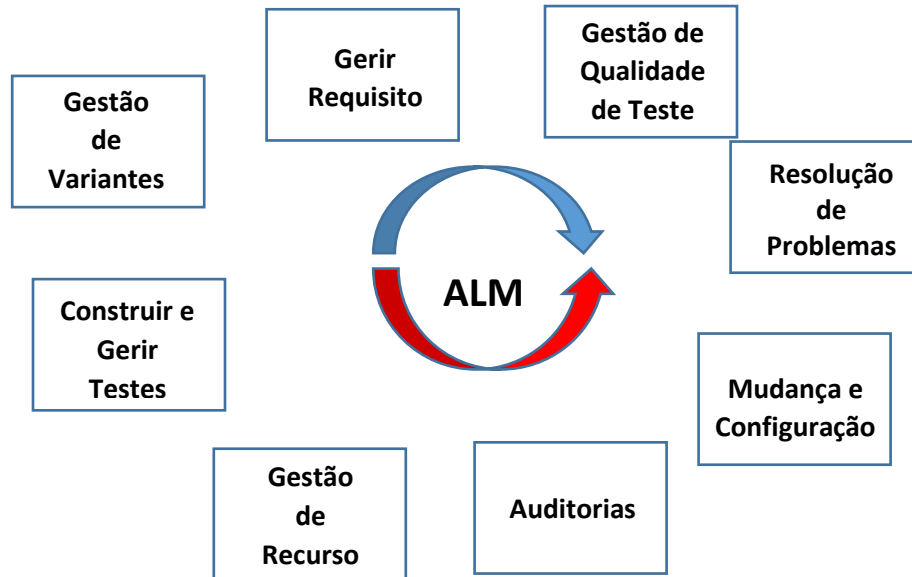 Gerir
Requisito
Gestão de
Qualidade
de Teste
Gestão
de
Variantes
Resolução
de
Problemas
ALM
Construir e
Gerir
Testes
Mudança e
Configuração
Gestão
de
Recurso
Auditorias